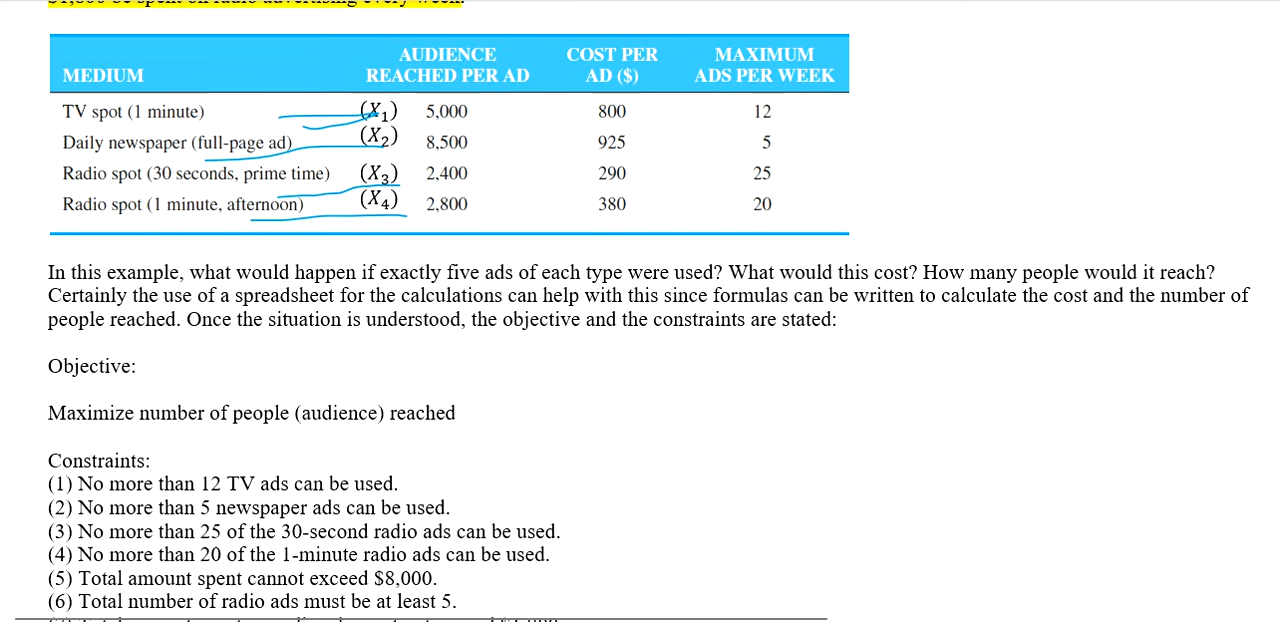 AUDIENCE COST PER MAXIMUM
MEDIUM REACHED PER AD AD ($) ADS PER WEEK
TV spot (1 minute) (X₁) 5,000 800 12
Daily newspaper (full-page ad) (X₂) 8,500 925 5
Radio spot (30 seconds, prime time) (X₃) 2,400 290 25
Radio spot (1 minute, afternoon) (X₄) 2,800 380 20
In this example, what would happen if exactly five ads of each type were used? What would this cost? How many people would it reach?
Certainly the use of a spreadsheet for the calculations can help with this since formulas can be written to calculate the cost and the number of
people reached. Once the situation is understood, the objective and the constraints are stated:
Objective:
Maximize number of people (audience) reached
Constraints:
(1) No more than 12 TV ads can be used.
(2) No more than 5 newspaper ads can be used.
(3) No more than 25 of the 30-second radio ads can be used.
(4) No more than 20 of the 1-minute radio ads can be used.
(5) Total amount spent cannot exceed $8,000.
(6) Total number of radio ads must be at least 5.